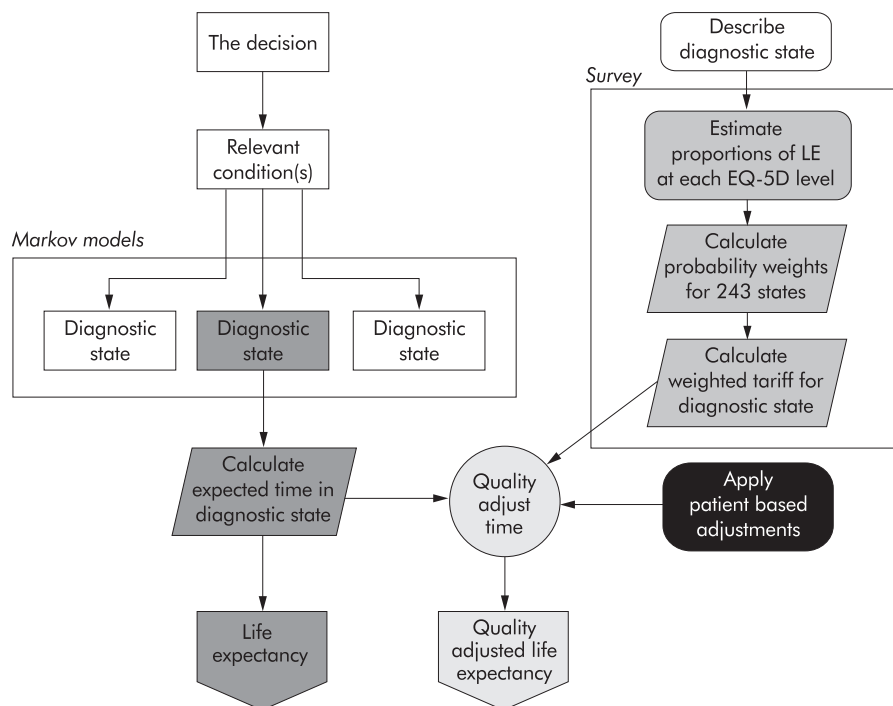 The decision
Relevant
condition(s)
Markov models
Diagnostic
state
Diagnostic
state
Diagnostic
state
Calculate
expected time in
diagnostic state
Life
expectancy
Quality
adjust
time
Quality
adjusted life
expectancy
Describe
diagnostic state
Survey
Estimate
proportions of LE
at each EQ-5D level
Calculate
probability weights
for 243 states
Calculate
weighted tariff for
diagnostic state
Apply
patient based
adjustments